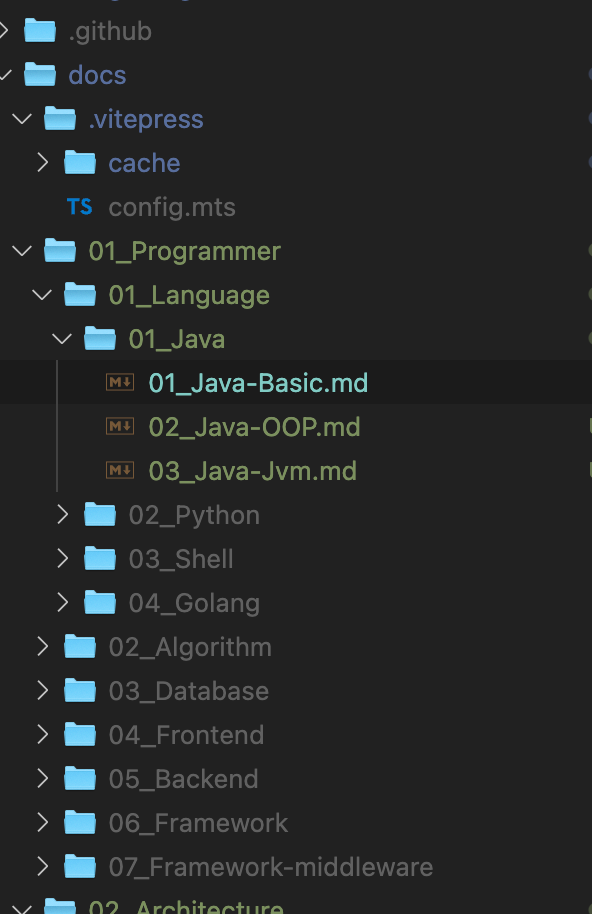 .github
docs
.vitepress
cache
TS config.mts
01_Programmer
01_Language
01_Java
M↓ 01_Java-Basic.md
M↓ 02_Java-OOP.md
M↓ 03_Java-Jvm.md
02_Python
03_Shell
04_Golang
02_Algorithm
03_Database
04_Frontend
05_Backend
06_Framework
07_Framework-middleware
02_Architecture